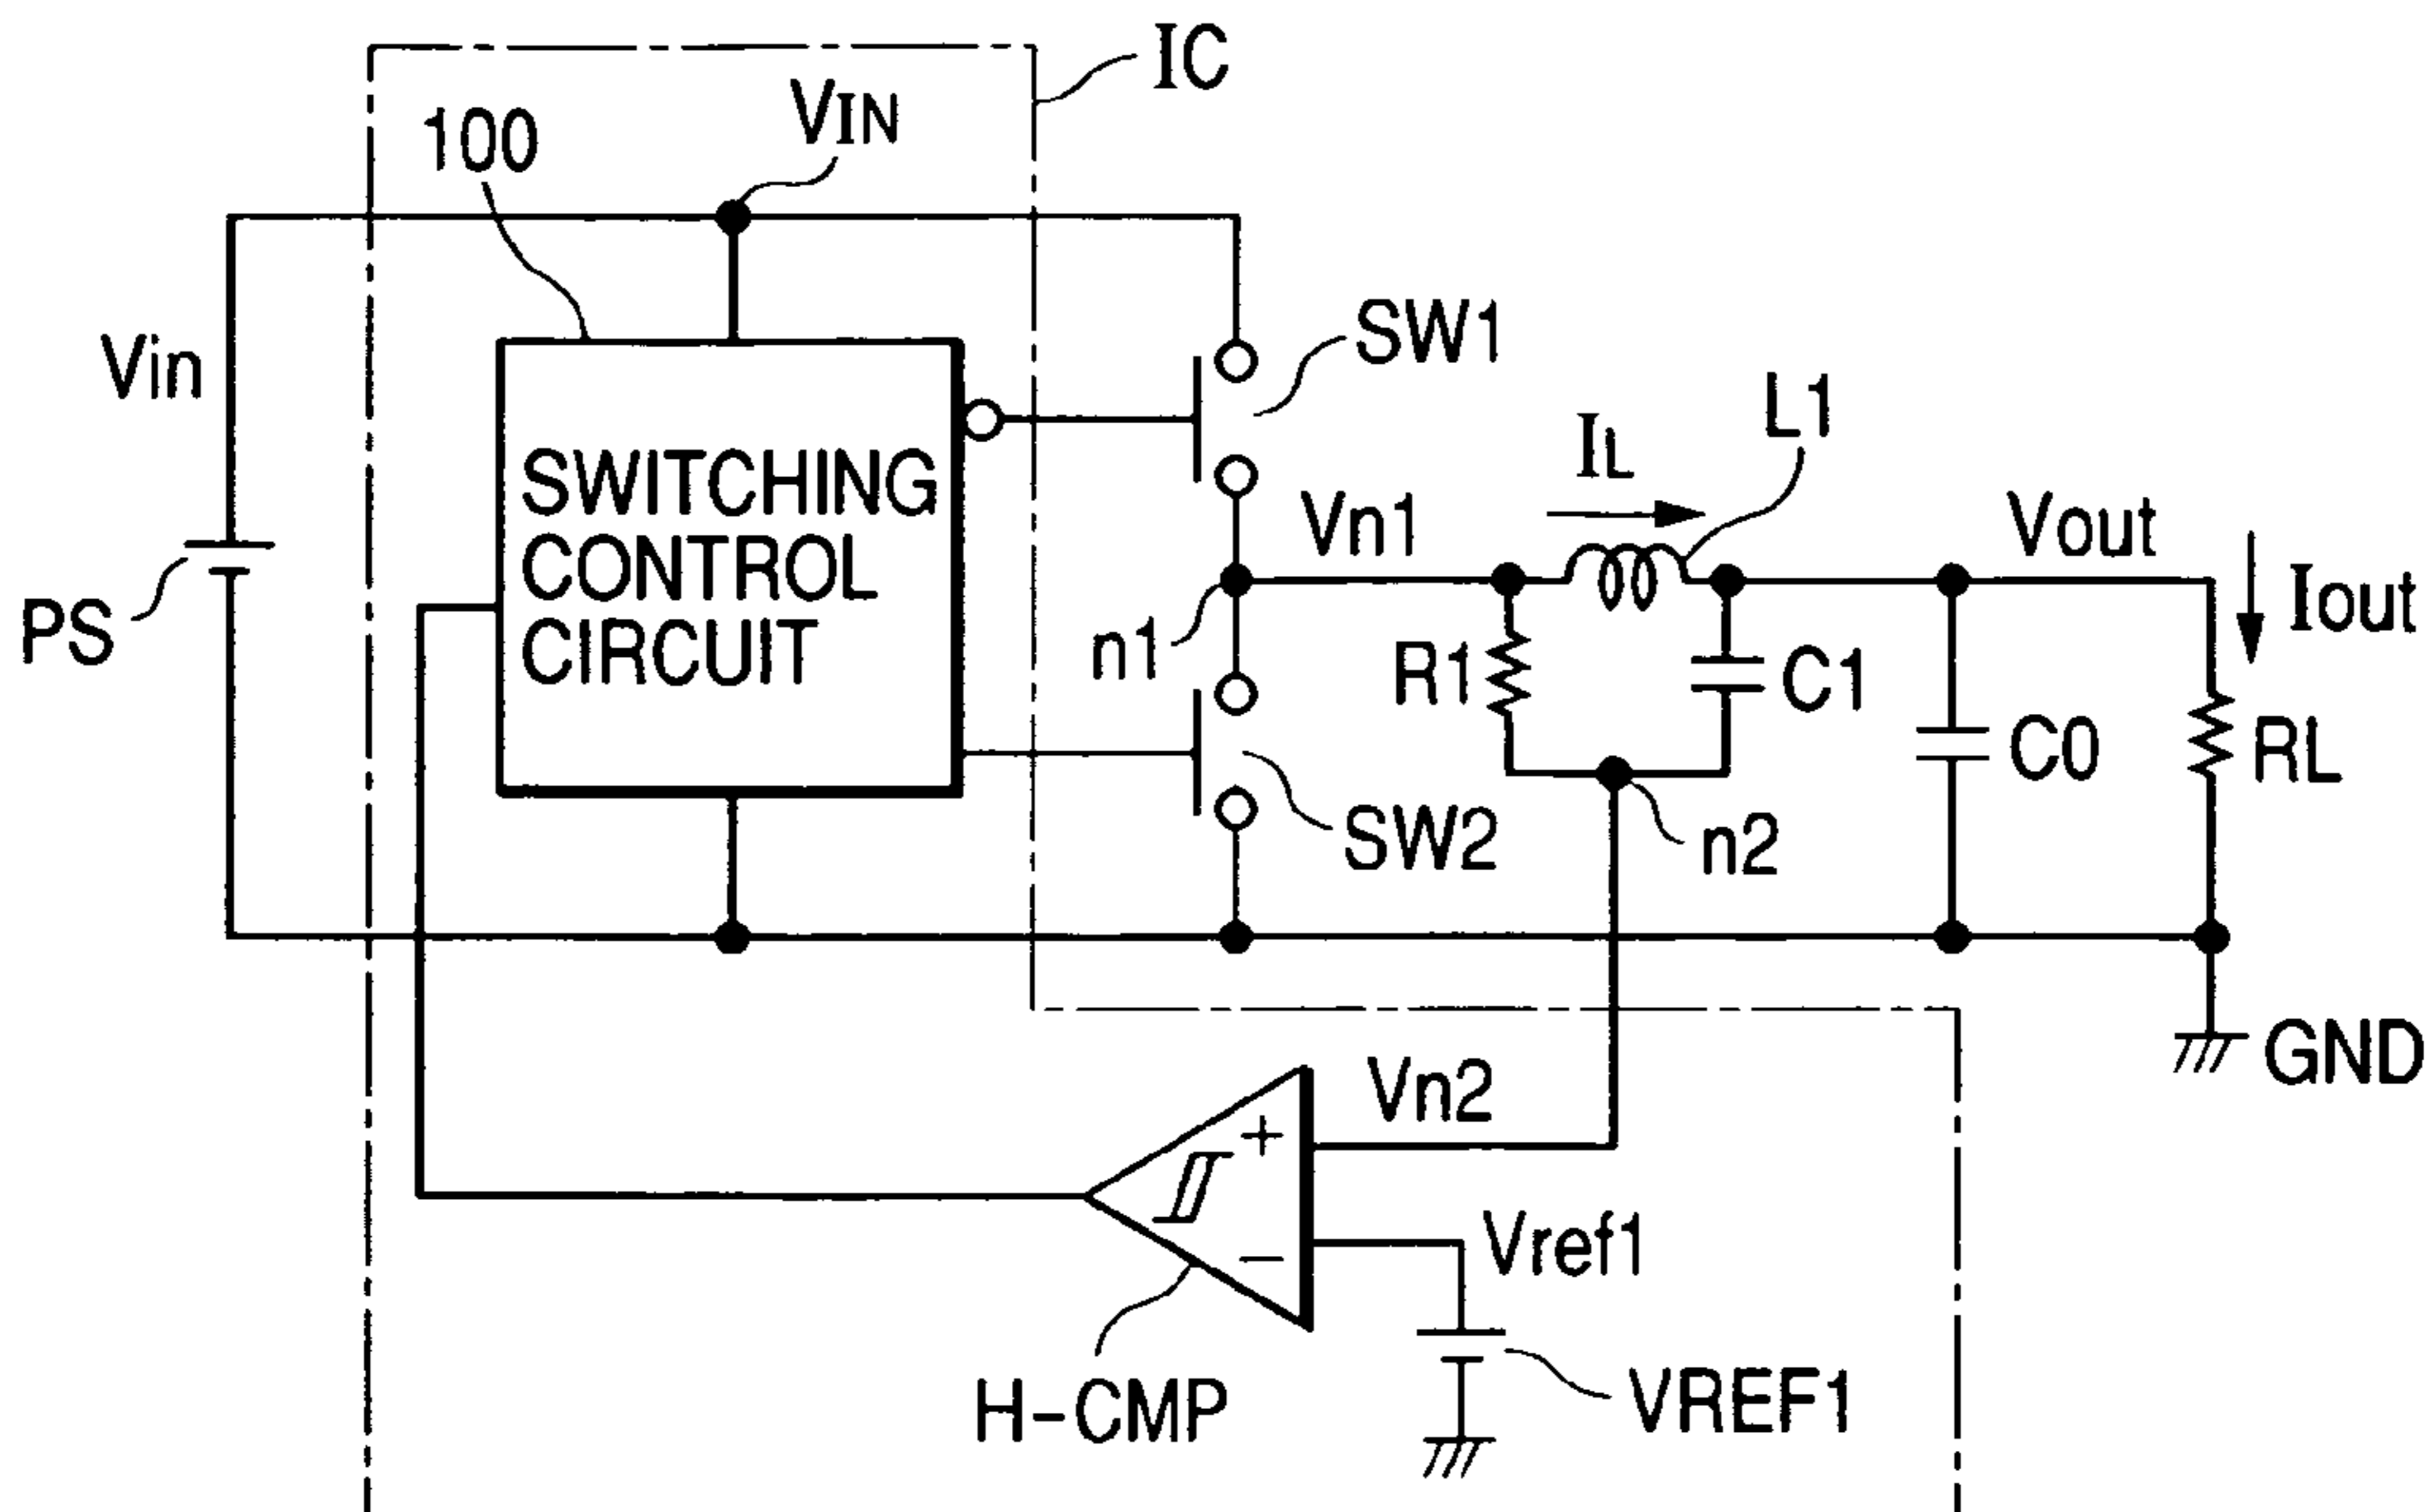 IC
VIN
100
SW1
Vin
L1
IL
SWITCHING
CONTROL
CIRCUIT
Vn1
Vout
Iout
PS
n1
R1
C1
C0
RL
SW2
n2
GND
Vn2
+
Vref1
−
H-CMP
VREF1